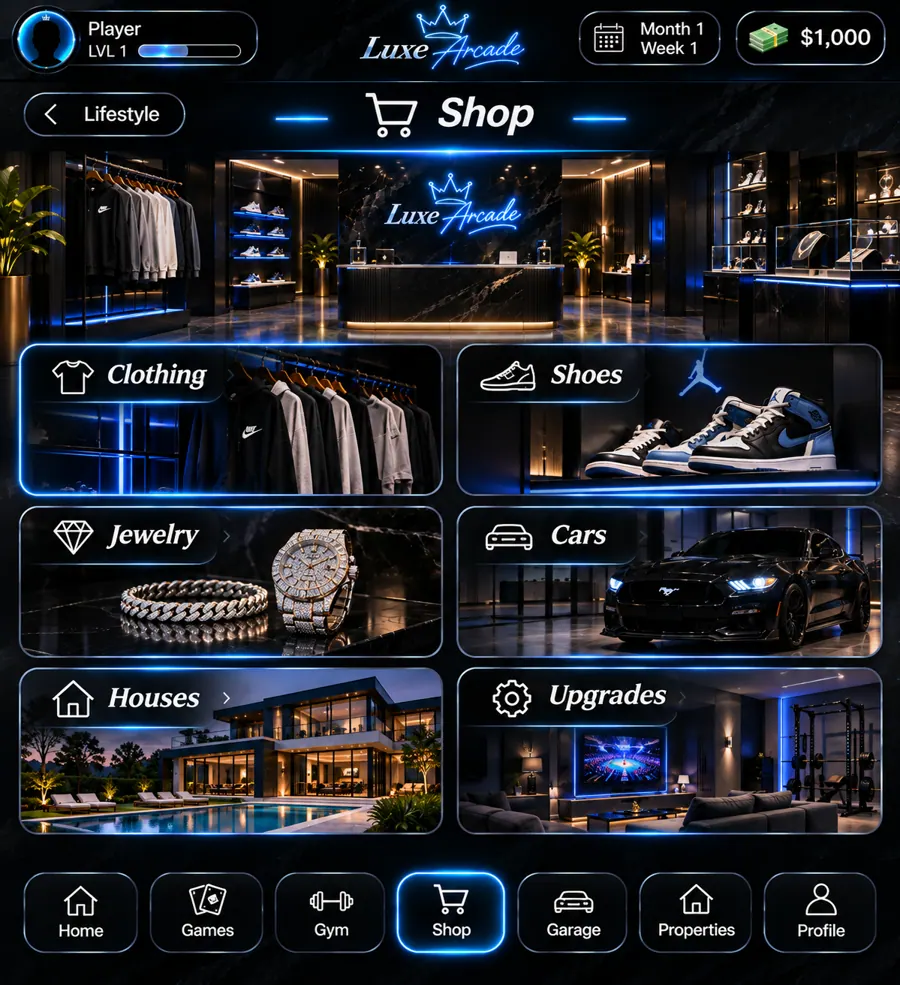 Player
LVL 1
Luxe Arcade
Month 1
Week 1
$1,000
Lifestyle
Shop
Luxe Arcade
Clothing
Shoes
Jewelry
Cars
Houses
Upgrades
Home
Games
Gym
Shop
Garage
Properties
Profile